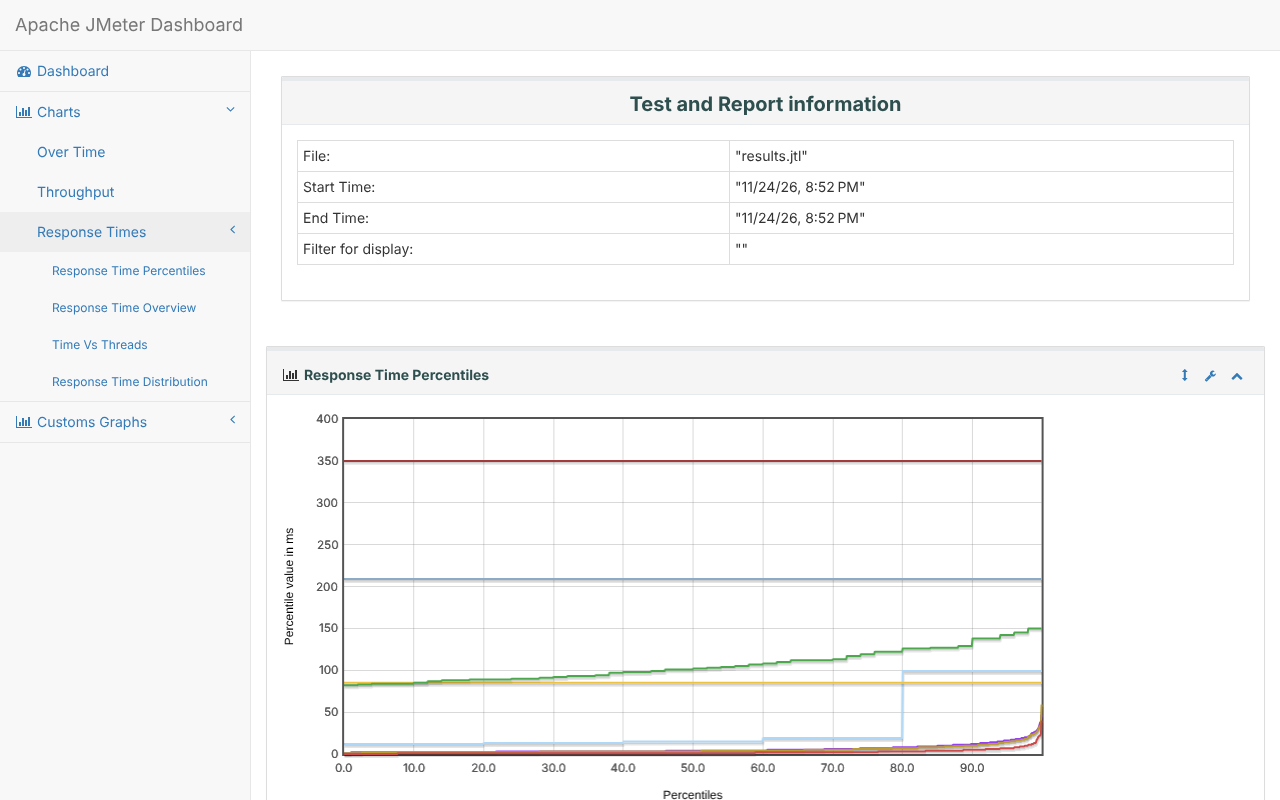 Apache JMeter Dashboard
Dashboard
Charts
Over Time
Throughput
Response Times
Response Time Percentiles
Response Time Overview
Time Vs Threads
Response Time Distribution
Customs Graphs
Test and Report information
File: "results.jtl"
Start Time: "11/24/26, 8:52 PM"
End Time: "11/24/26, 8:52 PM"
Filter for display: ""
Response Time Percentiles
400
350
300
250
200
150
100
50
0
Percentile value in ms
0.0 10.0 20.0 30.0 40.0 50.0 60.0 70.0 80.0 90.0
Percentiles